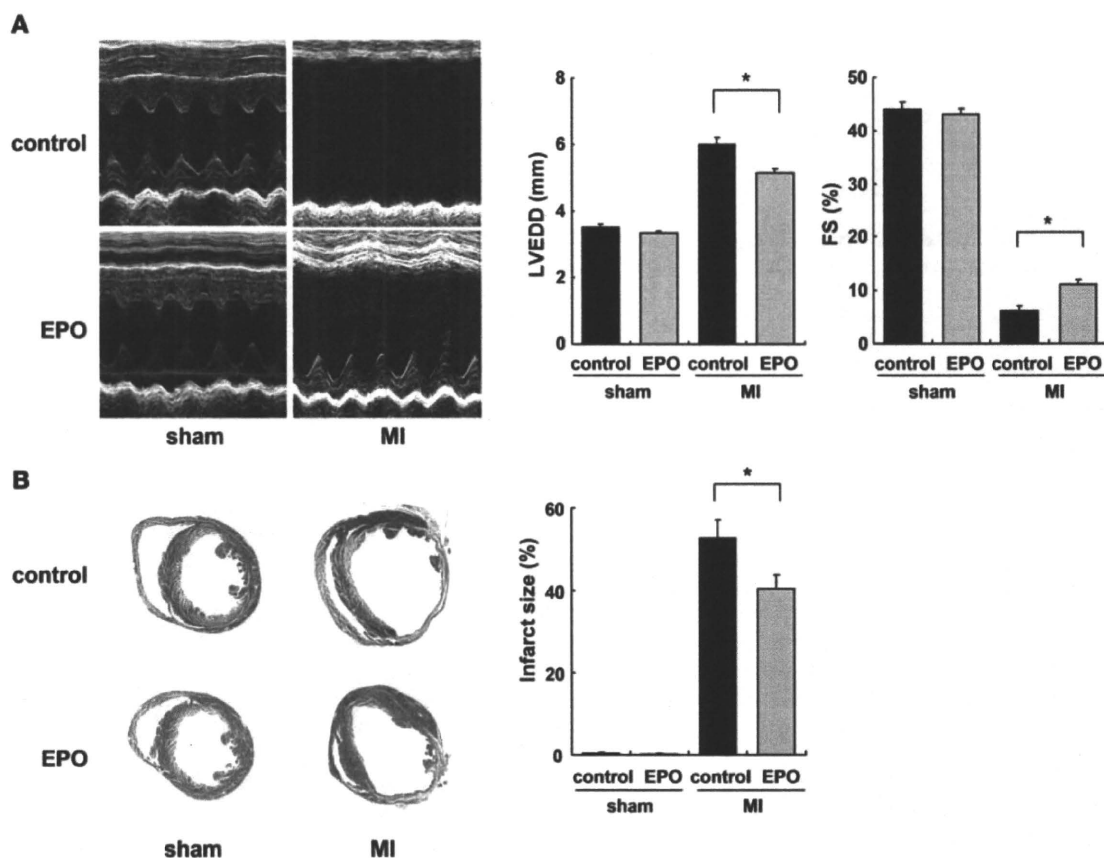 A
control
EPO
sham MI
LVEDD (mm)
8
6
4
2
0
*
control EPO control EPO
sham MI
FS (%)
50
40
30
20
10
0
*
control EPO control EPO
sham MI
B
control
EPO
sham MI
Infarct size (%)
60
40
20
0
*
control EPO control EPO
sham MI